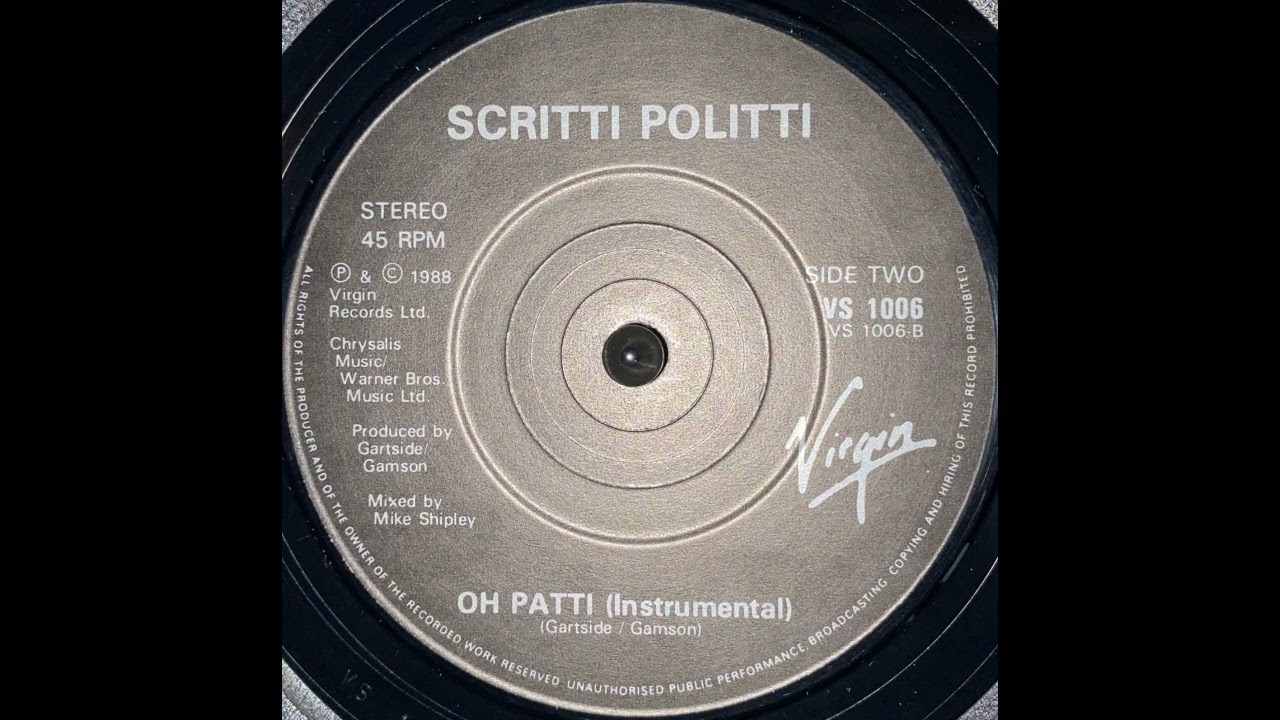 SCRITTI POLITTI
STEREO
45 RPM
Ⓟ & © 1988
Virgin
Records Ltd.
Chrysalis
Music/
Warner Bros.
Music Ltd.
Produced by
Gartside/
Gamson
Mixed by
Mike Shipley
SIDE TWO
VS 1006
VS 1006-B
Virgin
OH PATTI (Instrumental)
(Gartside / Gamson)
ALL RIGHTS OF THE PRODUCER AND OF THE OWNER OF THE RECORDED WORK RESERVED. UNAUTHORISED PUBLIC PERFORMANCE, BROADCASTING COPYING AND HIRING OF THIS RECORD PROHIBITED
VS